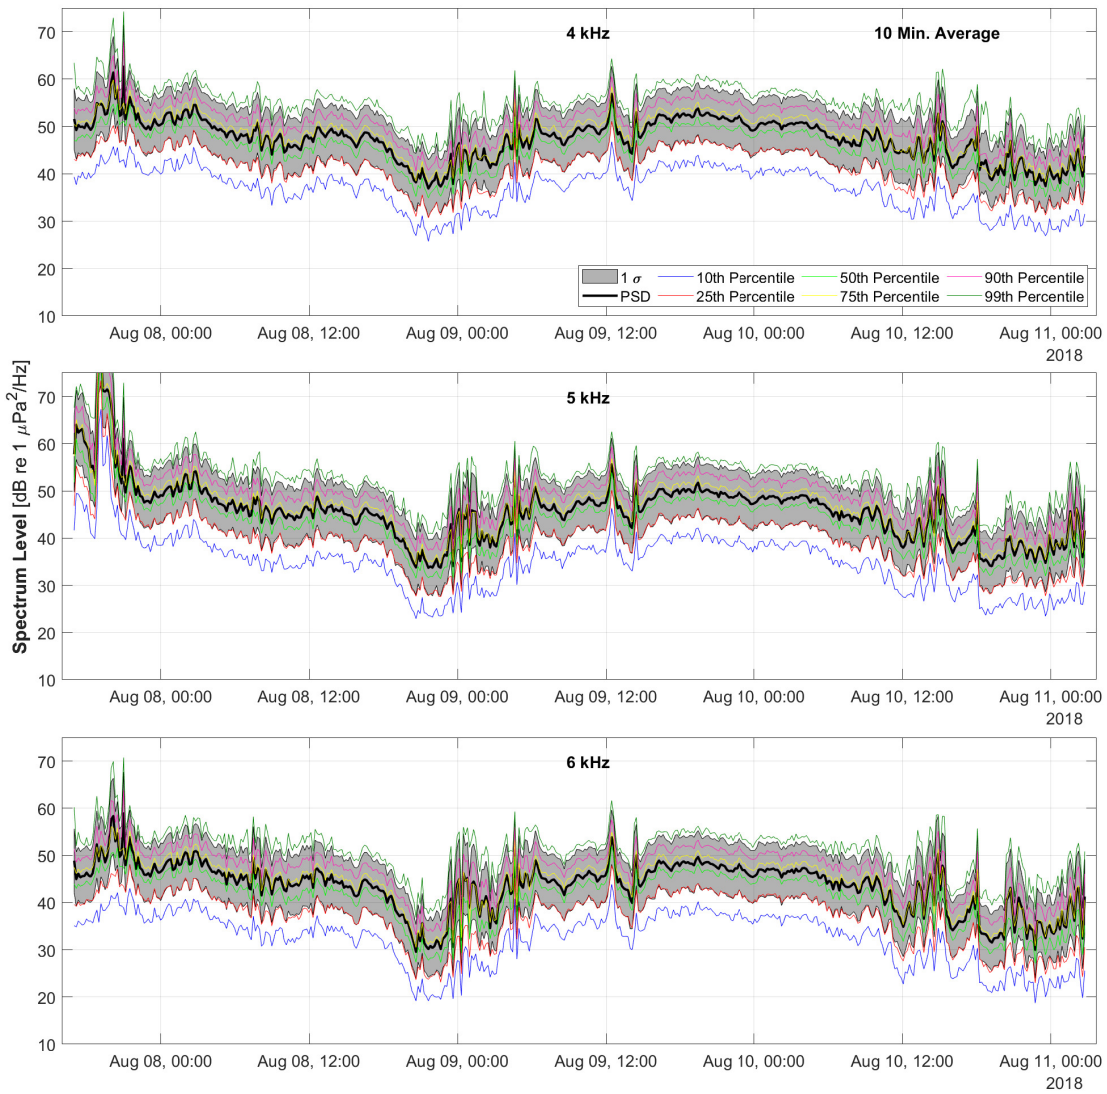 4 kHz
10 Min. Average
70
60
50
40
30
20
10
1 σ
10th Percentile
50th Percentile
90th Percentile
PSD
25th Percentile
75th Percentile
99th Percentile
Aug 08, 00:00
Aug 08, 12:00
Aug 09, 00:00
Aug 09, 12:00
Aug 10, 00:00
Aug 10, 12:00
Aug 11, 00:00
2018
Spectrum Level [dB re 1 μPa²/Hz]
5 kHz
70
60
50
40
30
20
10
Aug 08, 00:00
Aug 08, 12:00
Aug 09, 00:00
Aug 09, 12:00
Aug 10, 00:00
Aug 10, 12:00
Aug 11, 00:00
2018
6 kHz
70
60
50
40
30
20
10
Aug 08, 00:00
Aug 08, 12:00
Aug 09, 00:00
Aug 09, 12:00
Aug 10, 00:00
Aug 10, 12:00
Aug 11, 00:00
2018